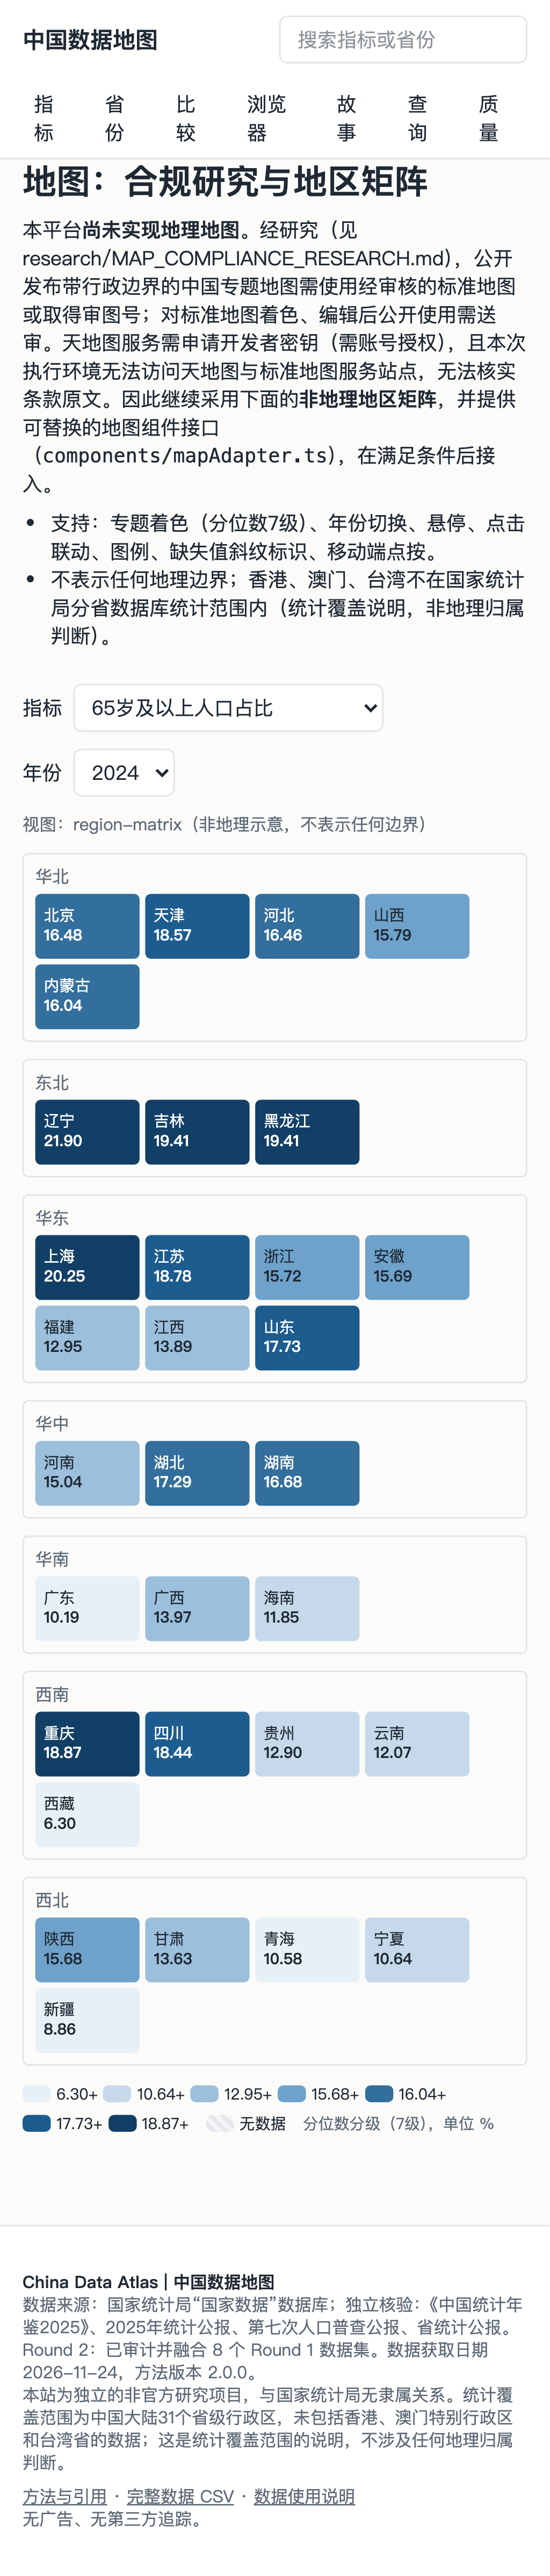 中国数据地图
搜索指标或省份
指标
省份
比较
浏览器
故事
查询
质量
地图：合规研究与地区矩阵
本平台尚未实现地理地图。经研究（见
research/MAP_COMPLIANCE_RESEARCH.md），公开
发布带行政边界的中国专题地图需使用经审核的标准地图
或取得审图号；对标准地图着色、编辑后公开使用需送
审。天地图服务需申请开发者密钥（需账号授权），且本次
执行环境无法访问天地图与标准地图服务站点，无法核实
条款原文。因此继续采用下面的非地理地区矩阵，并提供
可替换的地图组件接口
（components/mapAdapter.ts），在满足条件后接
入。
• 支持：专题着色（分位数7级）、年份切换、悬停、点击
联动、图例、缺失值斜纹标识、移动端点按。
• 不表示任何地理边界；香港、澳门、台湾不在国家统计
局分省数据库统计范围内（统计覆盖说明，非地理归属
判断）。
指标 65岁及以上人口占比
年份 2024
视图：region-matrix（非地理示意，不表示任何边界）
华北
北京 天津 河北 山西
16.48 18.57 16.46 15.79
内蒙古
16.04
东北
辽宁 吉林 黑龙江
21.90 19.41 19.41
华东
上海 江苏 浙江 安徽
20.25 18.78 15.72 15.69
福建 江西 山东
12.95 13.89 17.73
华中
河南 湖北 湖南
15.04 17.29 16.68
华南
广东 广西 海南
10.19 13.97 11.85
西南
重庆 四川 贵州 云南
18.87 18.44 12.90 12.07
西藏
6.30
西北
陕西 甘肃 青海 宁夏
15.68 13.63 10.58 10.64
新疆
8.86
6.30+ 10.64+ 12.95+ 15.68+ 16.04+
17.73+ 18.87+ 无数据 分位数分级（7级），单位 %
China Data Atlas | 中国数据地图
数据来源：国家统计局“国家数据”数据库；独立核验：《中国统计年
鉴2025》、2025年统计公报、第七次人口普查公报、省统计公报。
Round 2：已审计并融合 8 个 Round 1 数据集。数据获取日期
2026-11-24，方法版本 2.0.0。
本站为独立的非官方研究项目，与国家统计局无隶属关系。统计覆
盖范围为中国大陆31个省级行政区，未包括香港、澳门特别行政区
和台湾省的数据；这是统计覆盖范围的说明，不涉及任何地理归属
判断。
方法与引用 · 完整数据 CSV · 数据使用说明
无广告、无第三方追踪。